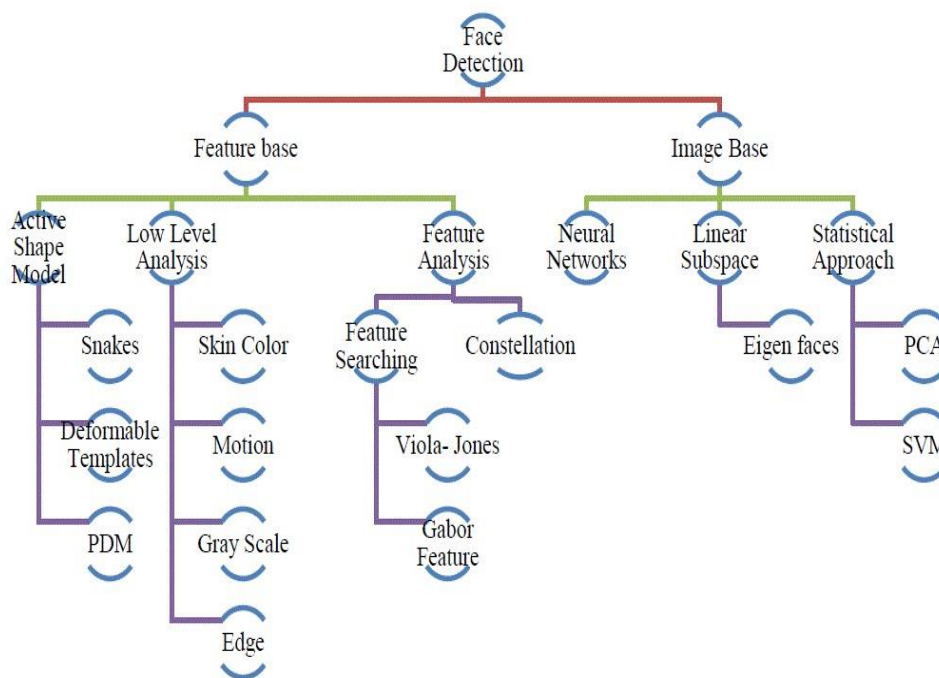 Face
Detection
Feature base
Image Base
Active
Shape
Model
Low Level
Analysis
Feature
Analysis
Neural
Networks
Linear
Subspace
Statistical
Approach
Snakes
Skin Color
Feature
Searching
Constellation
Eigen faces
PCA
Deformable
Templates
Motion
Viola- Jones
SVM
PDM
Gray Scale
Gabor
Feature
Edge